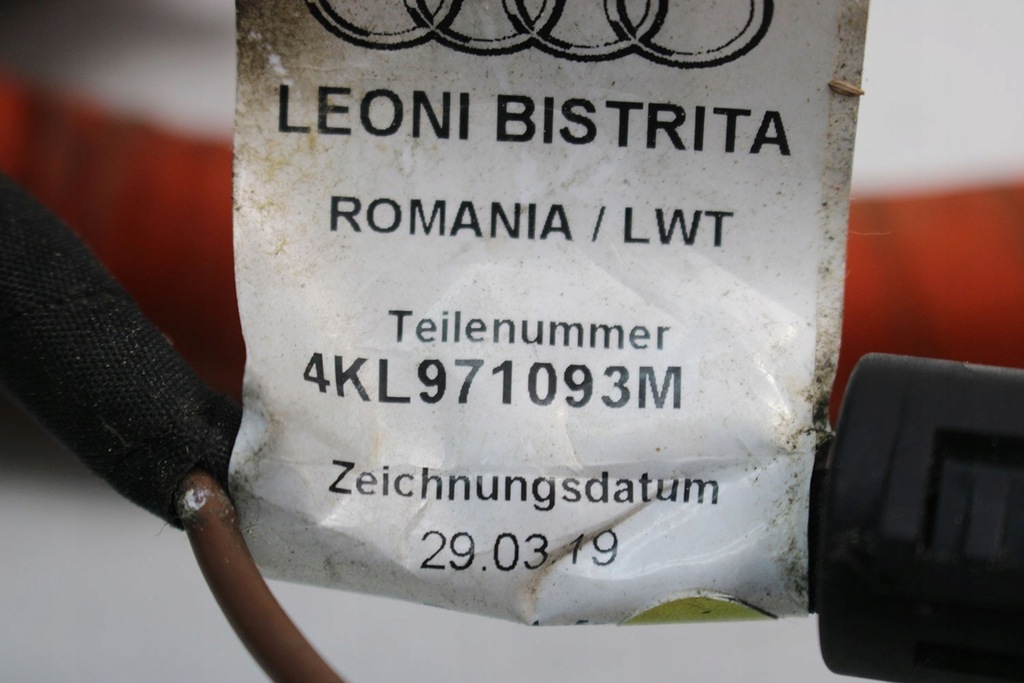 LEONI BISTRITA
ROMANIA / LWT
Teilenummer
4KL971093M
Zeichnungsdatum
29.03.19